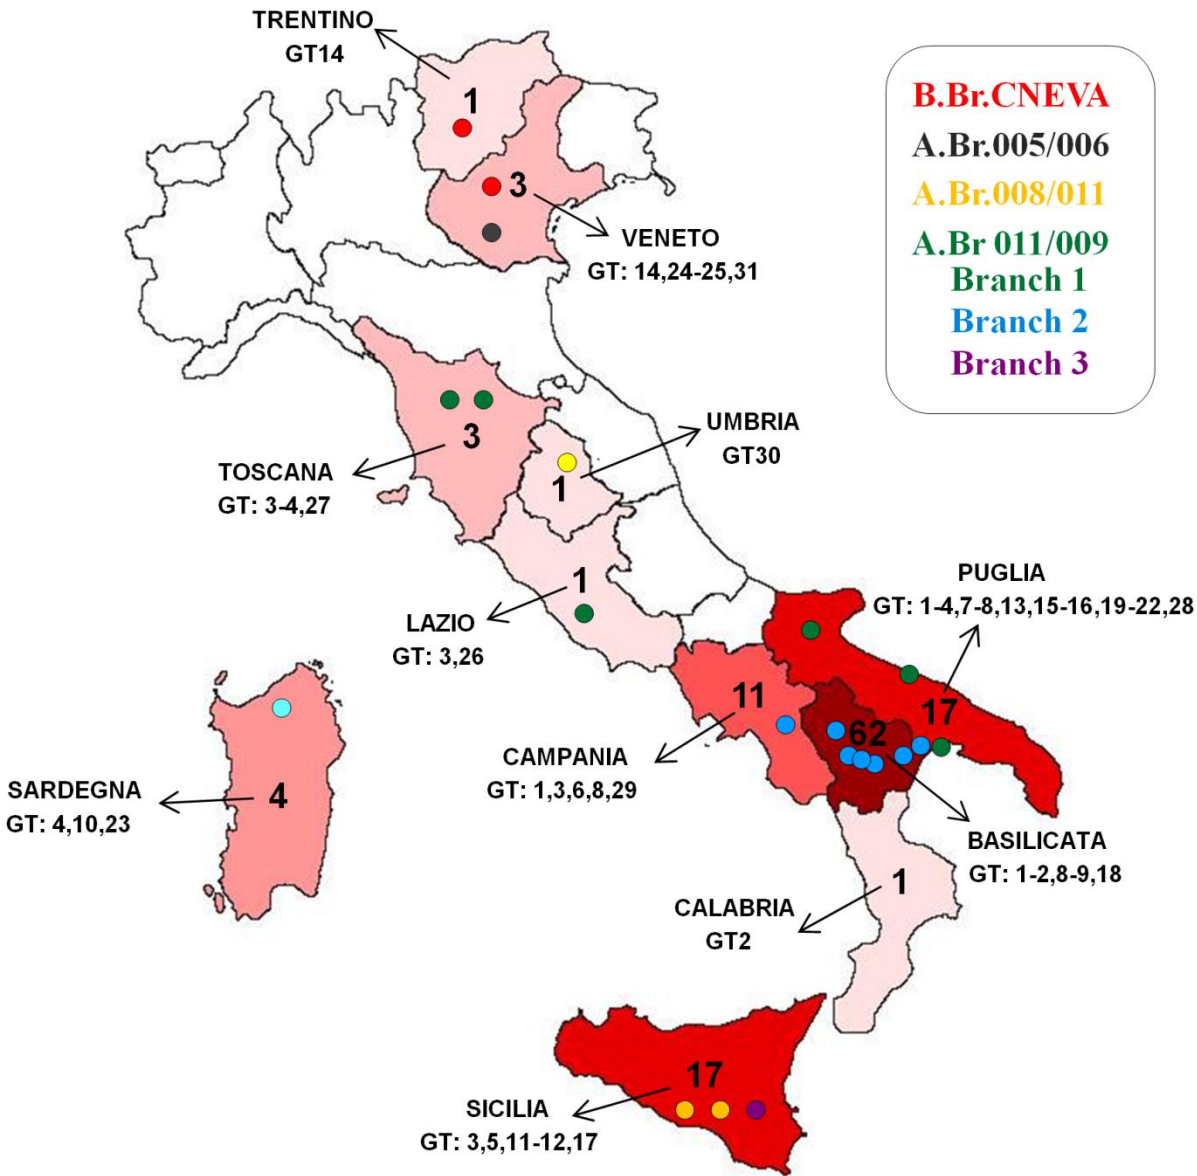 TRENTINO
GT14
1
3
VENETO
GT: 14,24-25,31
B.Br.CNEVA
A.Br.005/006
A.Br.008/011
A.Br 011/009
Branch 1
Branch 2
Branch 3
3
TOSCANA
GT: 3-4,27
UMBRIA
GT30
1
1
LAZIO
GT: 3,26
PUGLIA
GT: 1-4,7-8,13,15-16,19-22,28
17
11
CAMPANIA
GT: 1,3,6,8,29
62
BASILICATA
GT: 1-2,8-9,18
SARDEGNA
GT: 4,10,23
4
1
CALABRIA
GT2
17
SICILIA
GT: 3,5,11-12,17